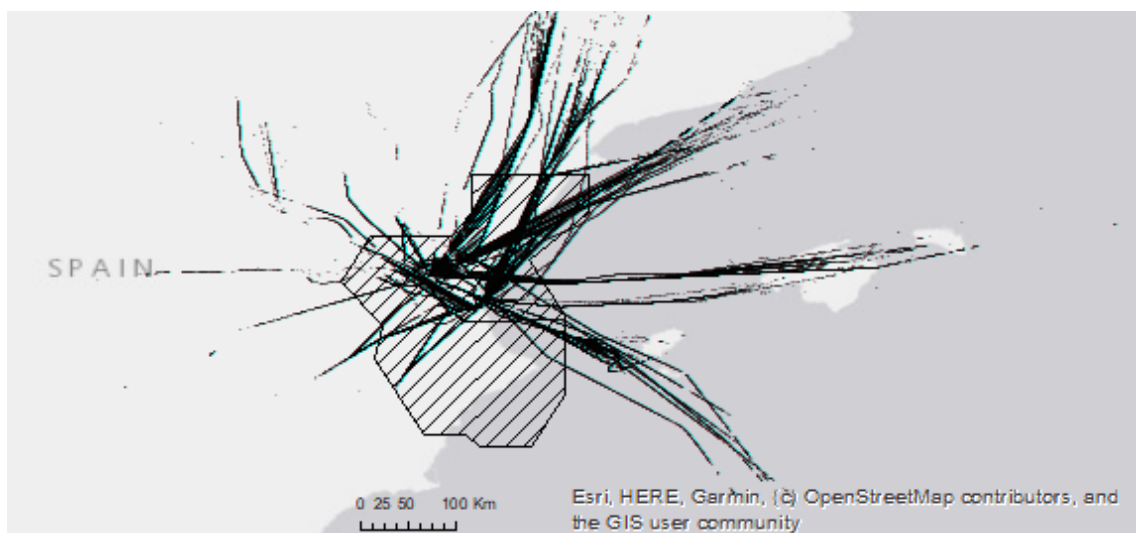 SPAIN
0 25 50 100 Km
Esri, HERE, Garmin, (c) OpenStreetMap contributors, and
the GIS user community